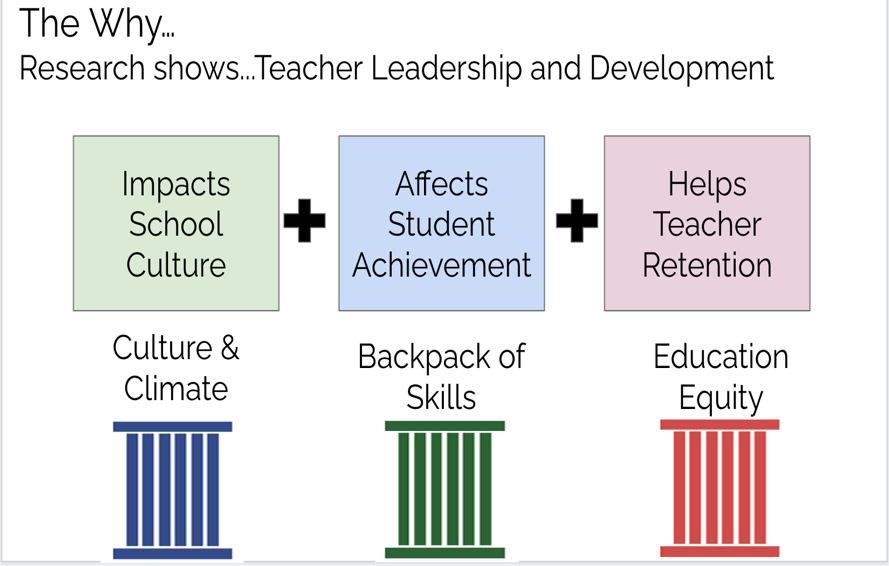 The Why...
Research shows...Teacher Leadership and Development
Impacts
School
Culture
Affects
Student
Achievement
Helps
Teacher
Retention
Culture &
Climate
Backpack of
Skills
Education
Equity